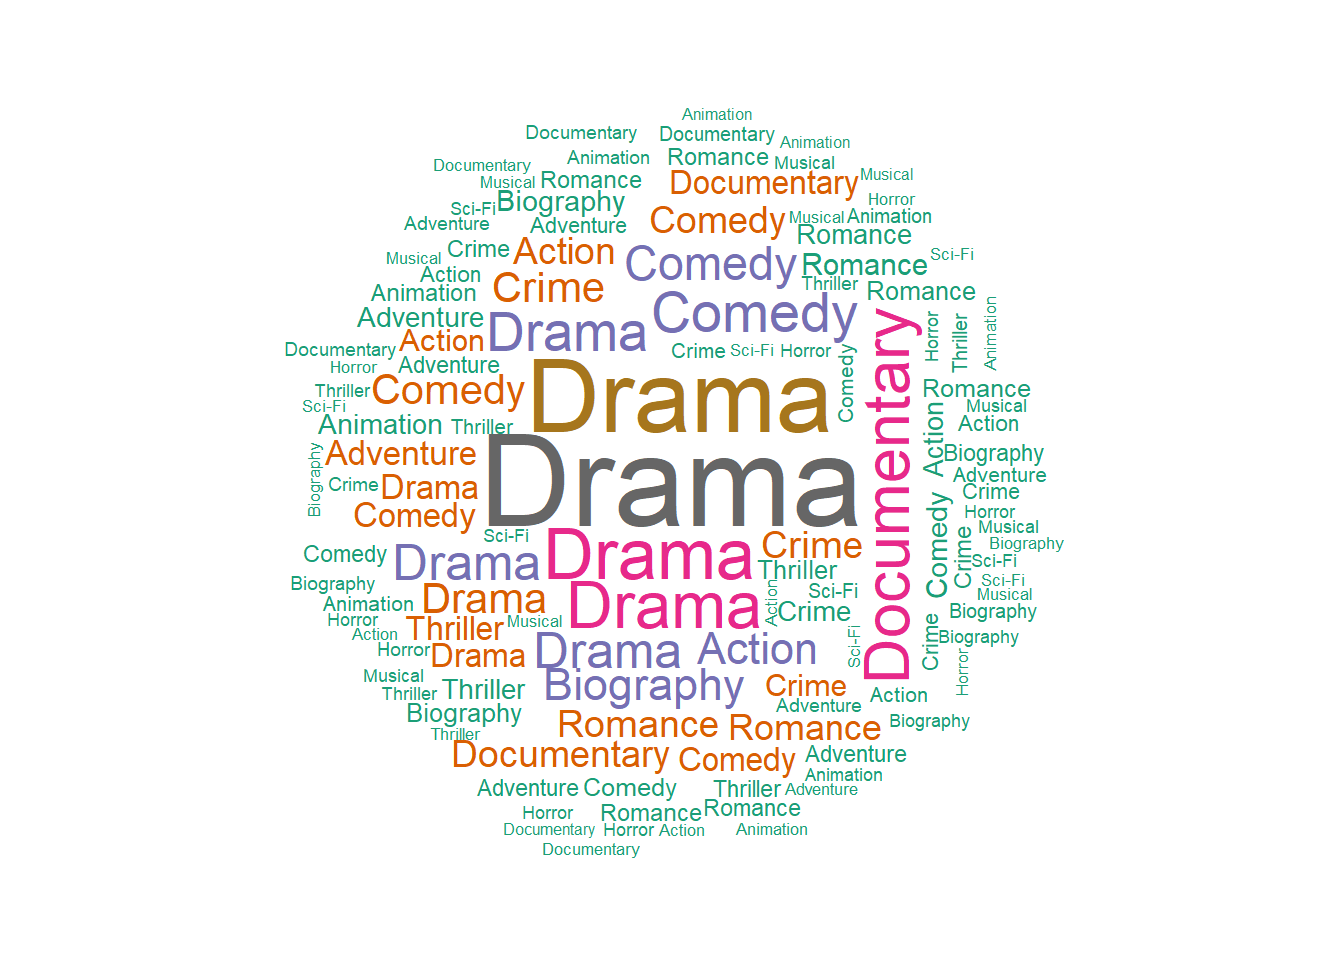 Animation
Documentary
Documentary
Animation
Animation
Romance
Musical
Documentary
Musical
Romance
Documentary
Musical
Horror
Biography
Sci-Fi
Adventure
Adventure
Comedy
Musical
Animation
Romance
Musical
Crime
Action
Comedy
Romance
Sci-Fi
Action
Animation
Crime
Thriller
Romance
Adventure
Drama
Comedy
Documentary
Action
Crime
Sci-Fi
Horror
Horror
Thriller
Animation
Horror
Adventure
Comedy
Thriller
Sci-Fi
Comedy
Drama
Romance
Musical
Animation
Thriller
Action
Action
Documentary
Adventure
Biography
Biography
Crime
Drama
Drama
Adventure
Crime
Comedy
Horror
Sci-Fi
Musical
Comedy
Crime
Biography
Comedy
Drama
Drama
Crime
Thriller
Sci-Fi
Biography
Sci-Fi
Animation
Drama
Drama
Action
Sci-Fi
Crime
Musical
Biography
Horror
Thriller
Musical
Action
Crime
Biography
Horror
Drama
Drama
Action
Sci-Fi
Horror
Musical
Thriller
Thriller
Biography
Crime
Action
Biography
Adventure
Thriller
Romance
Romance
Biography
Documentary
Comedy
Adventure
Animation
Adventure
Comedy
Thriller
Adventure
Horror
Romance
Romance
Documentary
Horror
Action
Animation
Documentary